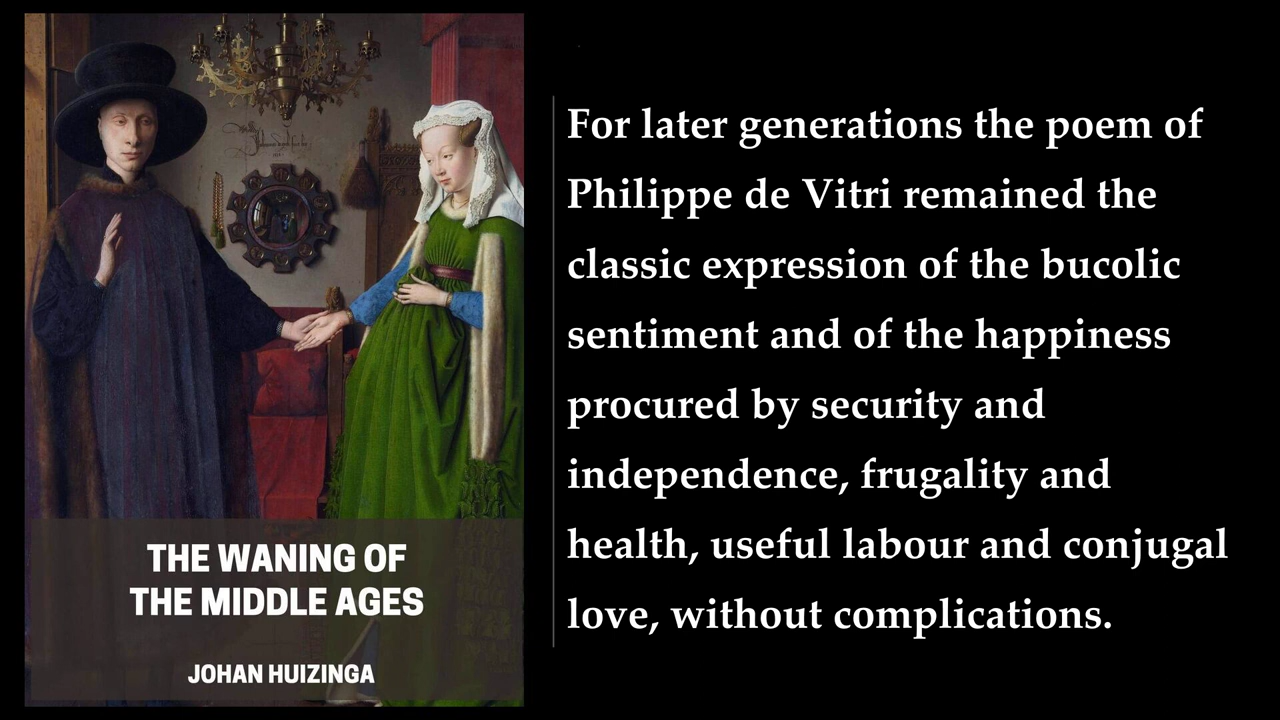 THE WANING OF
THE MIDDLE AGES
JOHAN HUIZINGA
For later generations the poem of
Philippe de Vitri remained the
classic expression of the bucolic
sentiment and of the happiness
procured by security and
independence, frugality and
health, useful labour and conjugal
love, without complications.